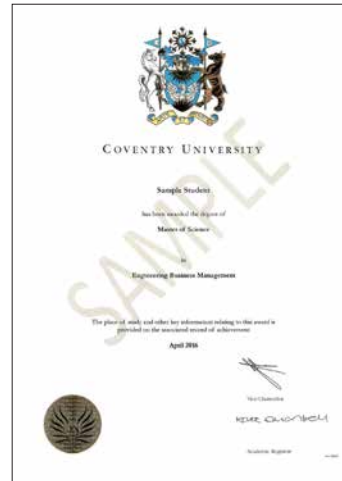 COVENTRY UNIVERSITY
Sample Student
has been awarded the degree of
Master of Science
in
Engineering Business Management
The place of study and other key information relating to this award is
provided on the associated record of achievement
April 2016
Vice-Chancellor
Academic Registrar
SAMPLE